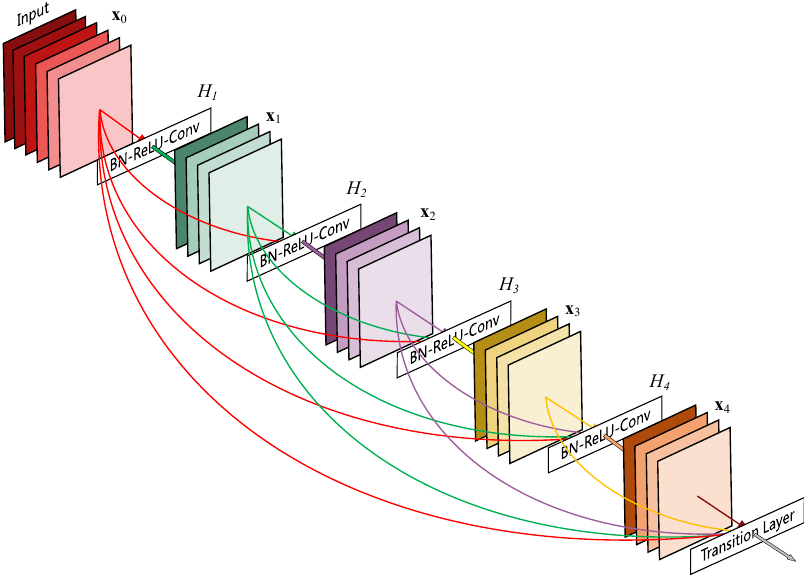 Input
x0
H1
BN-ReLU-Conv
x1
H2
BN-ReLU-Conv
x2
H3
BN-ReLU-Conv
x3
H4
BN-ReLU-Conv
x4
Transition Layer